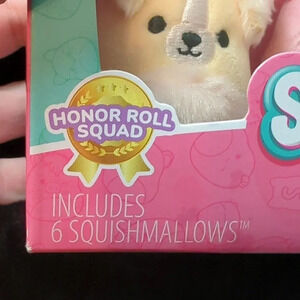 HONOR ROLL
SQUAD
S
INCLUDES
6 SQUISHMALLOWS™